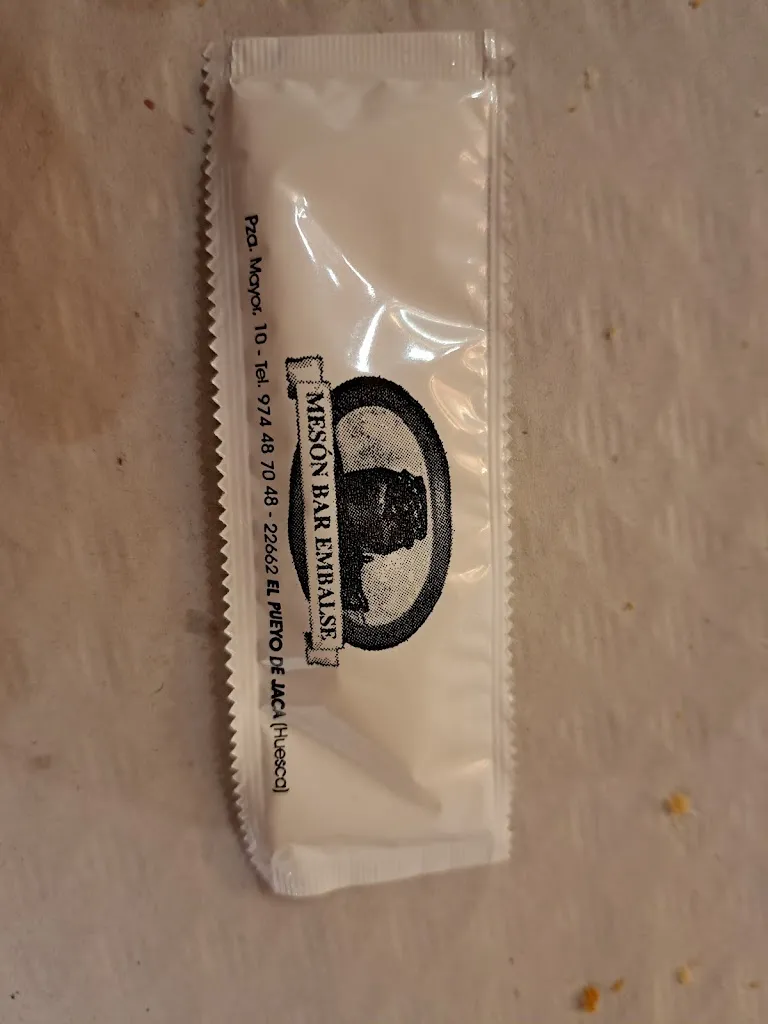 MESÓN BAR EMBALSE
Pza. Mayor, 10 - Tel. 974 48 70 48 - 22662 EL PUEYO DE JACA (Huesca)